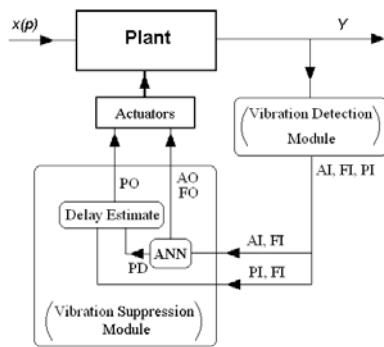 x(p)
Plant
Y
Actuators
(Vibration Detection
Module)
AI, FI, PI
PO
AO
FO
Delay Estimate
ANN
AI, FI
PD
PI, FI
(Vibration Suppression
Module)